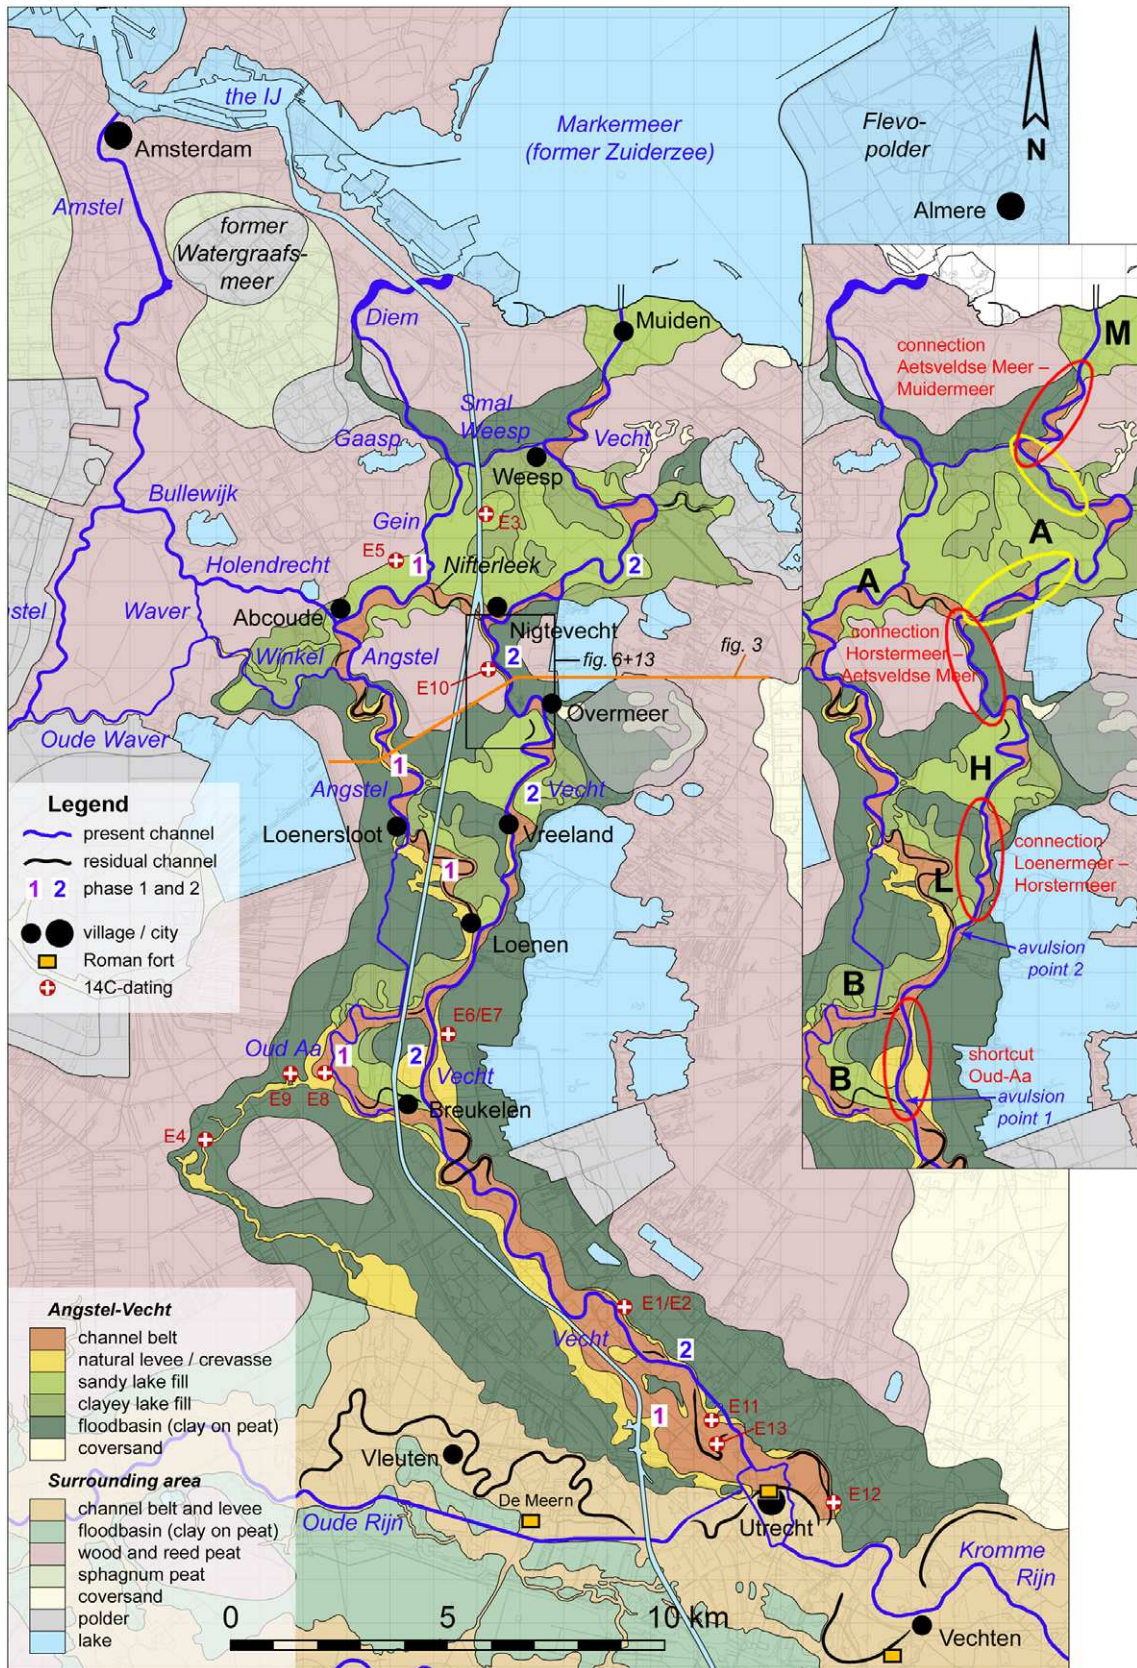 the IJ
Amsterdam
Markermeer
(former Zuiderzee)
Flevo-
polder
N
Almere
Amstel
former
Watergraafs-
meer
Diem
Muiden
Smal
Weesp
Gaasp
Vecht
Weesp
Bullewijk
Gein
E3
E5
1
2
Nifterleek
Holendrecht
Waver
Abcoude
Nigtevecht
Winkel
Angstel
2
fig. 6+13
fig. 3
E10
Overmeer
Oude Waver
1
Angstel
2
Vecht
Loenersloot
Vreeland
1
Loenen
Legend
present channel
residual channel
1 2 phase 1 and 2
village / city
Roman fort
14C-dating
E6/E7
Oud Aa
1
2
Vecht
E9
E8
Breukelen
E4
E1/E2
Vecht
2
1
E11
E13
E12
Vleuten
De Meern
Oude Rijn
Utrecht
Kromme
Rijn
Vechten
Angstel-Vecht
channel belt
natural levee / crevasse
sandy lake fill
clayey lake fill
floodbasin (clay on peat)
coversand
Surrounding area
channel belt and levee
floodbasin (clay on peat)
wood and reed peat
sphagnum peat
coversand
polder
lake
0 5 10 km
M
connection
Aetsveldse Meer –
Muidermeer
A
A
connection
Horstermeer –
Aetsveldse Meer
H
connection
Loenermeer –
Horstermeer
L
avulsion
point 2
B
shortcut
Oud-Aa
B
avulsion
point 1